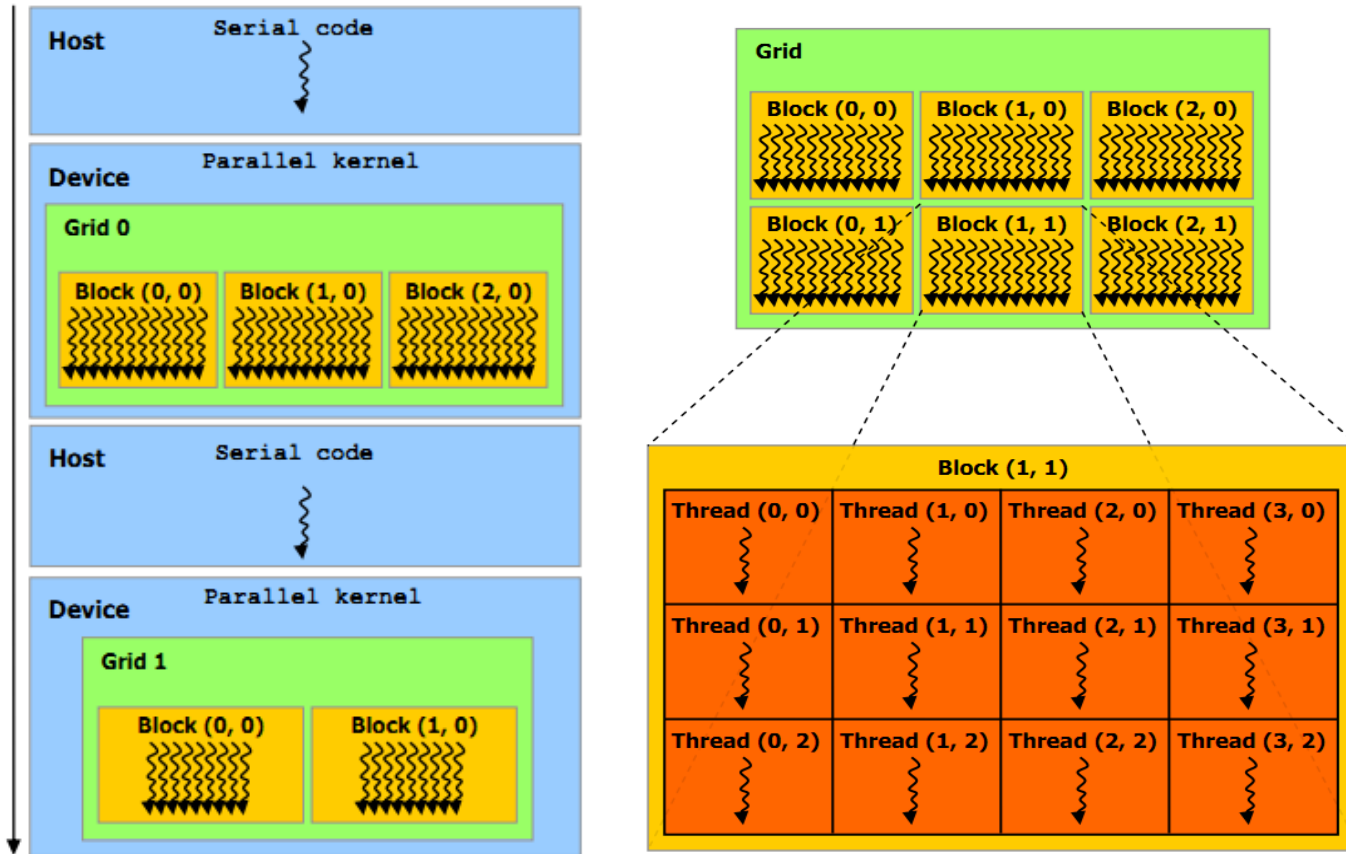 Host
Serial code
Device
Parallel kernel
Grid 0
Block (0, 0) Block (1, 0) Block (2, 0)
Host
Serial code
Device
Parallel kernel
Grid 1
Block (0, 0) Block (1, 0)
Grid
Block (0, 0) Block (1, 0) Block (2, 0)
Block (0, 1) Block (1, 1) Block (2, 1)
Block (1, 1)
Thread (0, 0) Thread (1, 0) Thread (2, 0) Thread (3, 0)
Thread (0, 1) Thread (1, 1) Thread (2, 1) Thread (3, 1)
Thread (0, 2) Thread (1, 2) Thread (2, 2) Thread (3, 2)